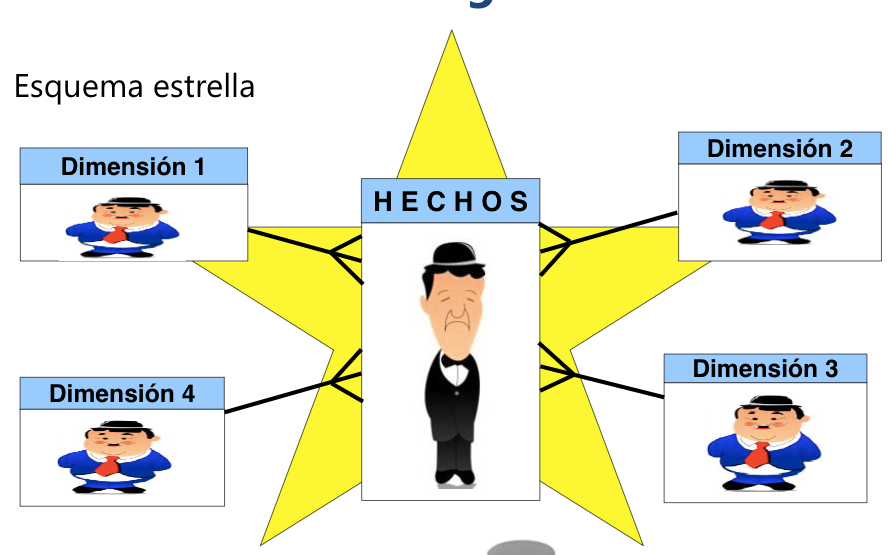 Esquema estrella
Dimensión 1
Dimensión 2
H E C H O S
Dimensión 4
Dimensión 3